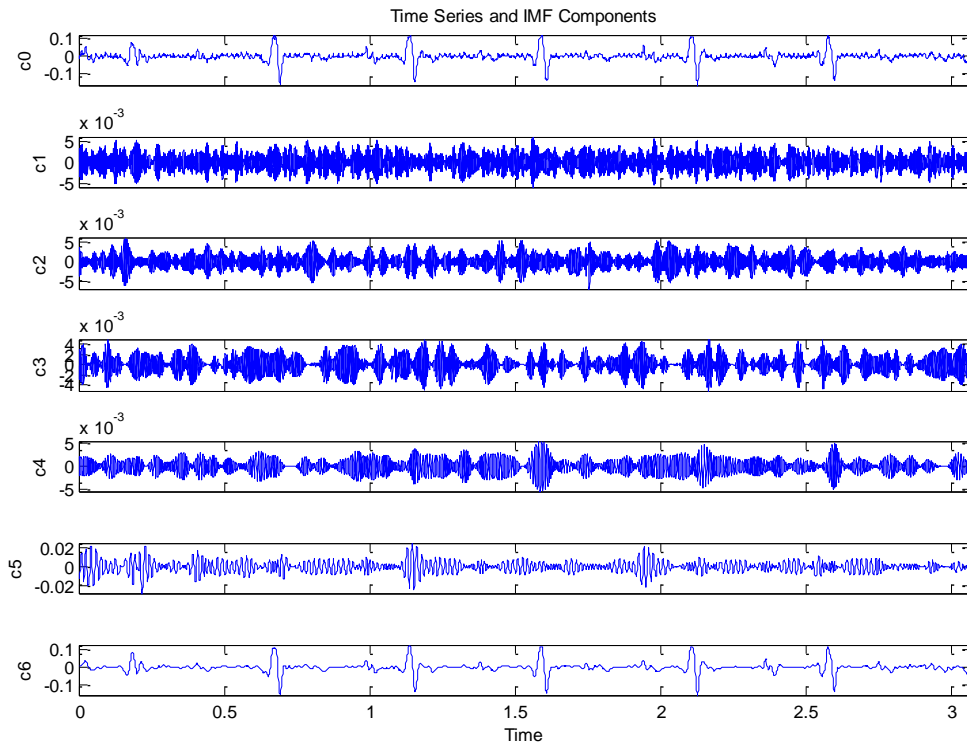 Time Series and IMF Components
0.1
0
-0.1
c0
x 10^-3
5
0
-5
c1
x 10^-3
5
0
-5
c2
x 10^-3
4
2
0
-2
-4
c3
x 10^-3
5
0
-5
c4
0.02
0
-0.02
c5
0.1
0
-0.1
c6
0 0.5 1 1.5 2 2.5 3
Time